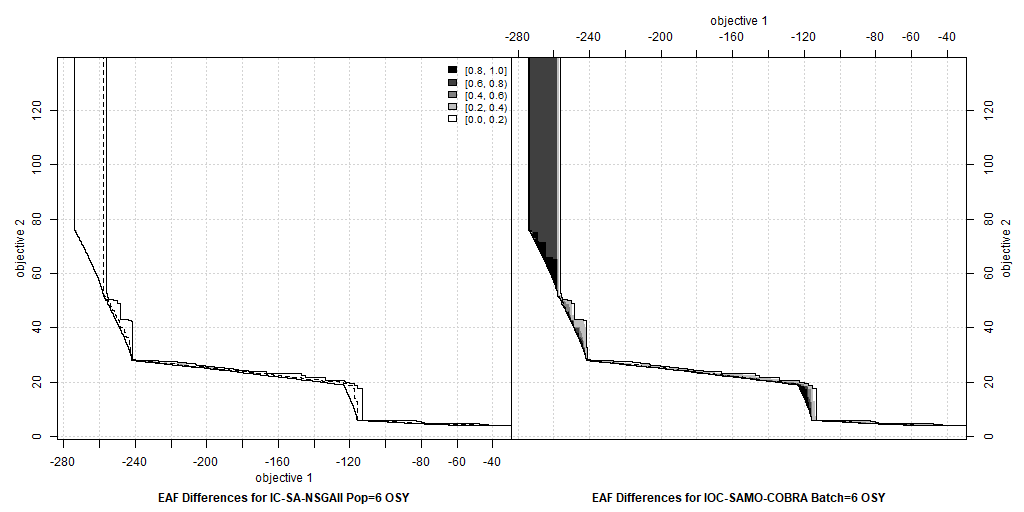 objective 1
-280 -240 -200 -160 -120 -80 -40
[0.8, 1.0]
[0.6, 0.8)
[0.4, 0.6)
[0.2, 0.4)
[0.0, 0.2)
objective 2
0 20 40 60 80 100 120
0 20 40 60 80 100 120
objective 2
-280 -240 -200 -160 -120 -80 -60 -40
objective 1
EAF Differences for IC-SA-NSGAII Pop=6 OSY
EAF Differences for IOC-SAMO-COBRA Batch=6 OSY